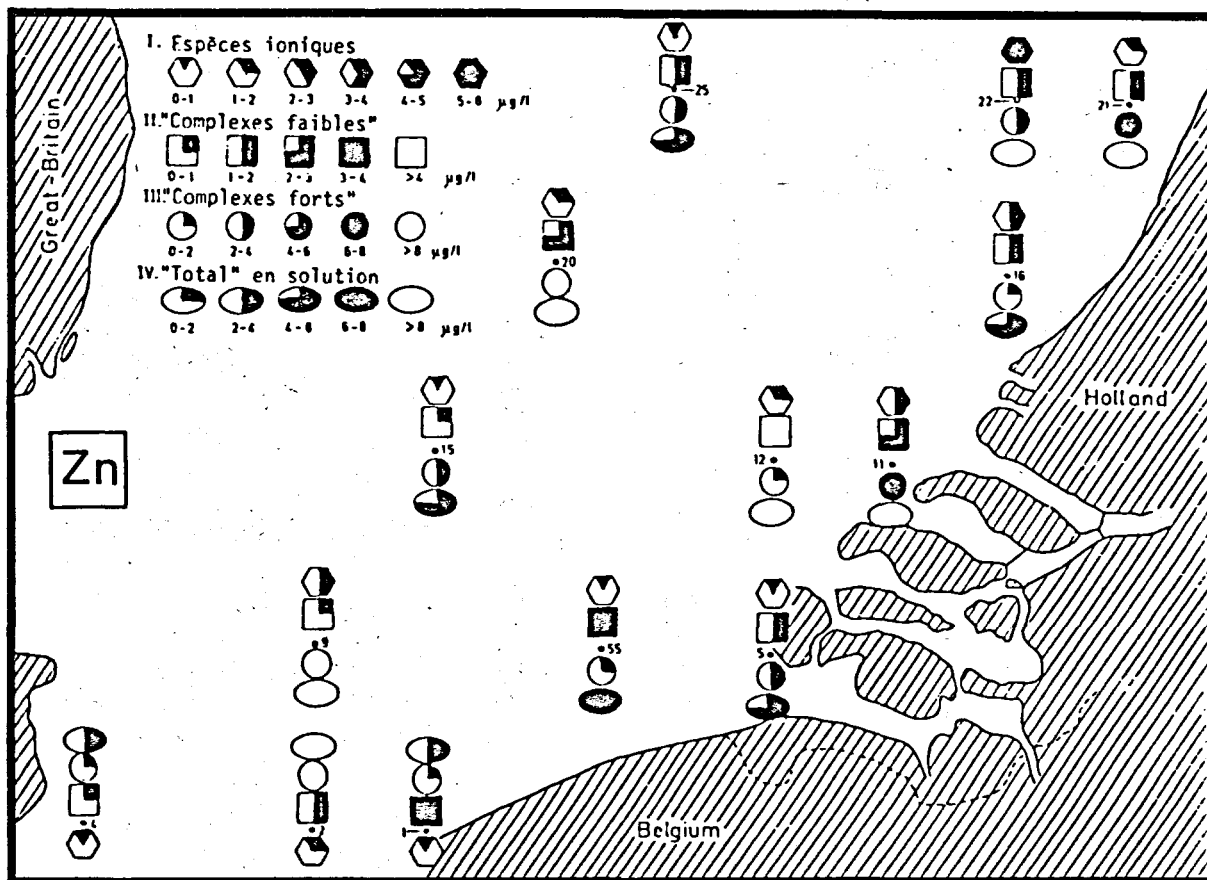 I. Espèces ioniques
0-1 1-2 2-3 3-4 4-5 5-6 µg/l
II."Complexes faibles"
0-1 1-2 2-3 3-4 >4 µg/l
III."Complexes forts"
0-2 2-4 4-6 6-8 >8 µg/l
IV."Total" en solution
0-2 2-4 4-6 6-8 >8 µg/l
Great-Britain
25
22
21
20
16
Holland
Zn
15
12
11
9
55
5
4
2
1
Belgium